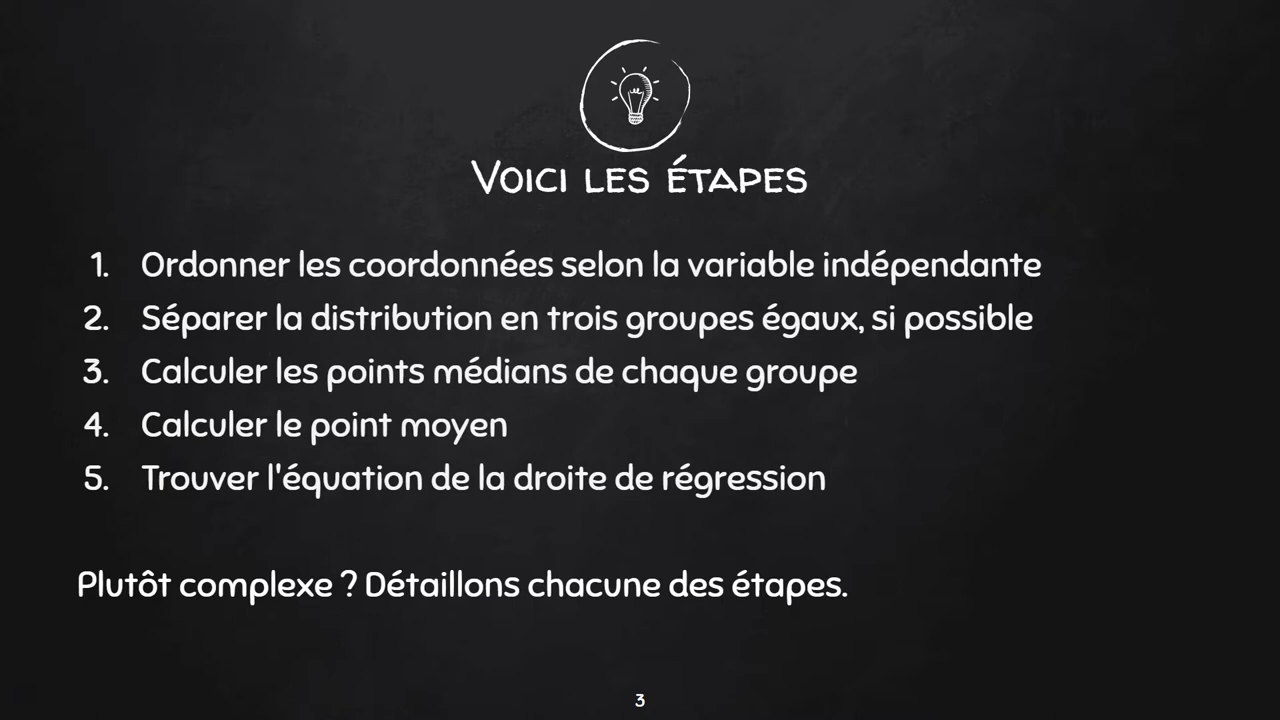 Voici les étapes
1. Ordonner les coordonnées selon la variable indépendante
2. Séparer la distribution en trois groupes égaux, si possible
3. Calculer les points médians de chaque groupe
4. Calculer le point moyen
5. Trouver l'équation de la droite de régression
Plutôt complexe ? Détaillons chacune des étapes.
3